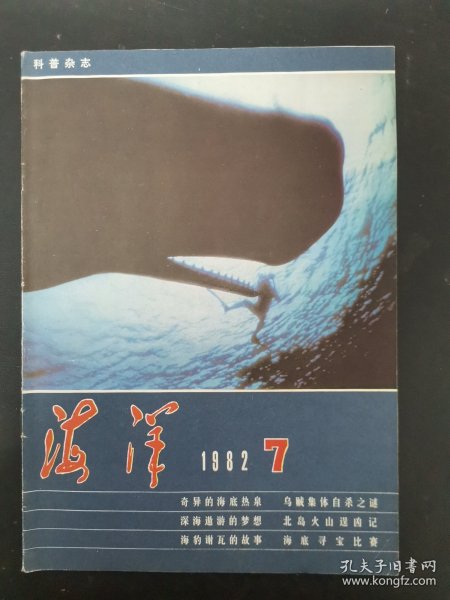 科普杂志
海洋 1982 7
奇异的海底热泉 乌贼集体自杀之谜
深海遨游的梦想 北岛火山逞凶记
海豹谢瓦的故事 海底寻宝比赛
孔夫子旧书网
book.kongfz.com